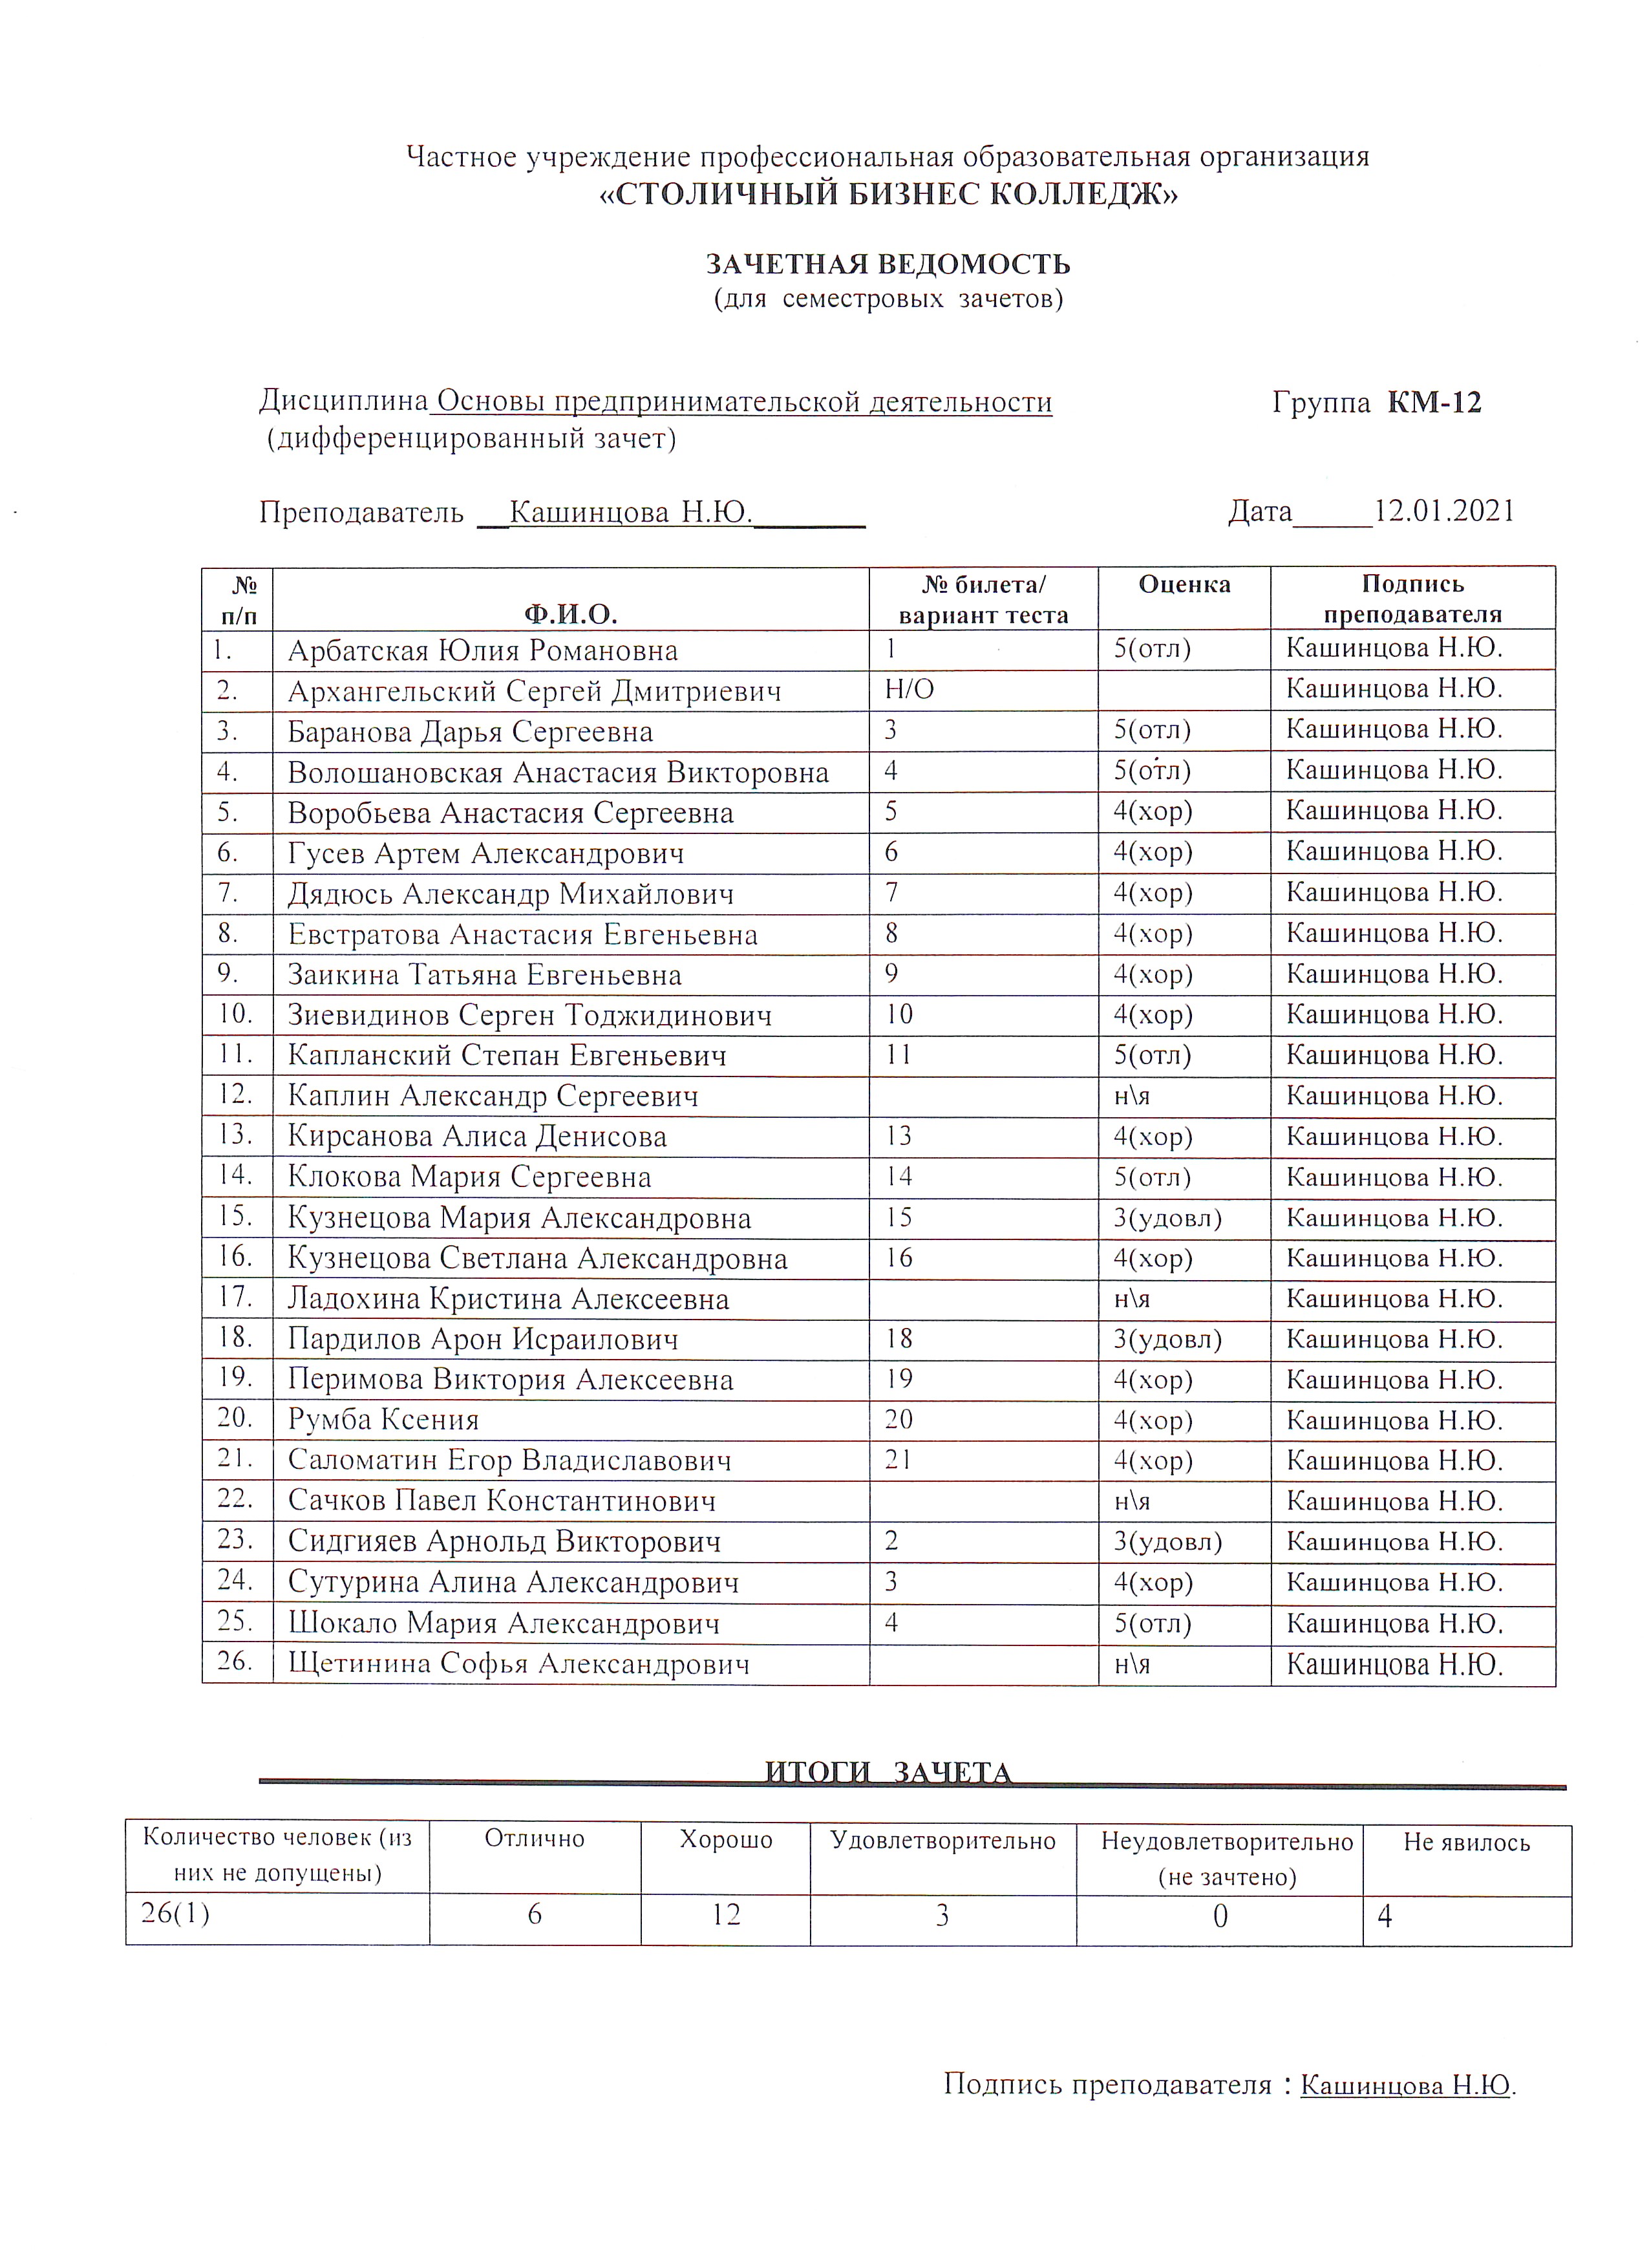 Частное учреждение профессиональная образовательная организация
«СТОЛИЧНЫЙ БИЗНЕС КОЛЛЕДЖ»
ЗАЧЕТНАЯ ВЕДОМОСТЬ
(для семестровых зачетов)
Дисциплина Основы предпринимательской деятельности Группа КМ-12
(дифференцированный зачет)
Преподаватель __Кашинцова Н.Ю.______ Дата_____12.01.2021
№ п/п Ф.И.О. № билета/ вариант теста Оценка Подпись преподавателя
1. Арбатская Юлия Романовна 1 5(отл) Кашинцова Н.Ю.
2. Архангельский Сергей Дмитриевич Н/О Кашинцова Н.Ю.
3. Баранова Дарья Сергеевна 3 5(отл) Кашинцова Н.Ю.
4. Волошановская Анастасия Викторовна 4 5(отл) Кашинцова Н.Ю.
5. Воробьева Анастасия Сергеевна 5 4(хор) Кашинцова Н.Ю.
6. Гусев Артем Александрович 6 4(хор) Кашинцова Н.Ю.
7. Дядюсь Александр Михайлович 7 4(хор) Кашинцова Н.Ю.
8. Евстратова Анастасия Евгеньевна 8 4(хор) Кашинцова Н.Ю.
9. Заикина Татьяна Евгеньевна 9 4(хор) Кашинцова Н.Ю.
10. Зиевидинов Серген Тоджидинович 10 4(хор) Кашинцова Н.Ю.
11. Капланский Степан Евгеньевич 11 5(отл) Кашинцова Н.Ю.
12. Каплин Александр Сергеевич н\я Кашинцова Н.Ю.
13. Кирсанова Алиса Денисова 13 4(хор) Кашинцова Н.Ю.
14. Клокова Мария Сергеевна 14 5(отл) Кашинцова Н.Ю.
15. Кузнецова Мария Александровна 15 3(удовл) Кашинцова Н.Ю.
16. Кузнецова Светлана Александровна 16 4(хор) Кашинцова Н.Ю.
17. Ладохина Кристина Алексеевна н\я Кашинцова Н.Ю.
18. Пардилов Арон Исраилович 18 3(удовл) Кашинцова Н.Ю.
19. Перимова Виктория Алексеевна 19 4(хор) Кашинцова Н.Ю.
20. Румба Ксения 20 4(хор) Кашинцова Н.Ю.
21. Саломатин Егор Владиславович 21 4(хор) Кашинцова Н.Ю.
22. Сачков Павел Константинович н\я Кашинцова Н.Ю.
23. Сидгияев Арнольд Викторович 2 3(удовл) Кашинцова Н.Ю.
24. Сутурина Алина Александрович 3 4(хор) Кашинцова Н.Ю.
25. Шокало Мария Александрович 4 5(отл) Кашинцова Н.Ю.
26. Щетинина Софья Александрович н\я Кашинцова Н.Ю.
ИТОГИ ЗАЧЕТА
Количество человек (из них не допущены) Отлично Хорошо Удовлетворительно Неудовлетворительно (не зачтено) Не явилось
26(1) 6 12 3 0 4
Подпись преподавателя : Кашинцова Н.Ю.